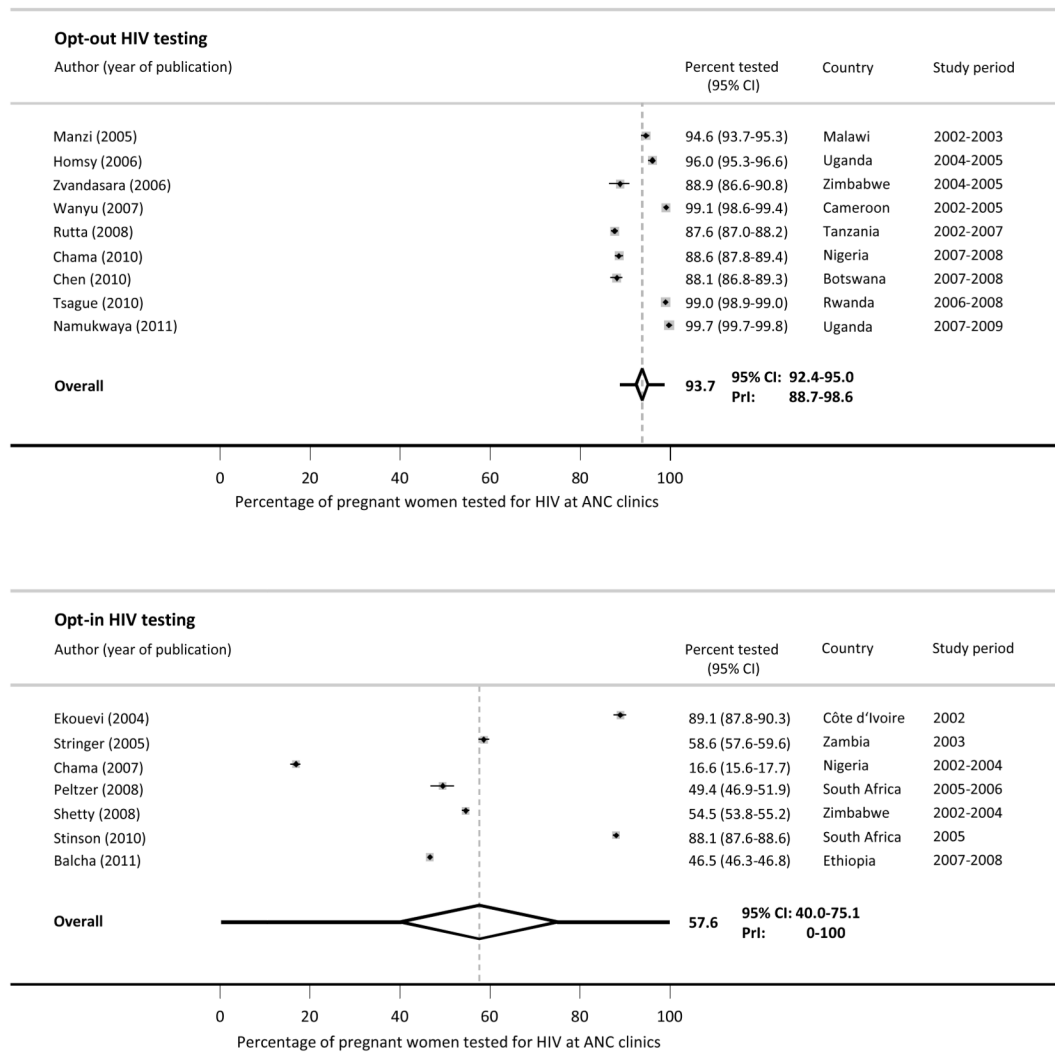 Opt-out HIV testing
Author (year of publication) Percent tested (95% CI) Country Study period
Manzi (2005) 94.6 (93.7-95.3) Malawi 2002-2003
Homsy (2006) 96.0 (95.3-96.6) Uganda 2004-2005
Zvandasara (2006) 88.9 (86.6-90.8) Zimbabwe 2004-2005
Wanyu (2007) 99.1 (98.6-99.4) Cameroon 2002-2005
Rutta (2008) 87.6 (87.0-88.2) Tanzania 2002-2007
Chama (2010) 88.6 (87.8-89.4) Nigeria 2007-2008
Chen (2010) 88.1 (86.8-89.3) Botswana 2007-2008
Tsague (2010) 99.0 (98.9-99.0) Rwanda 2006-2008
Namukwaya (2011) 99.7 (99.7-99.8) Uganda 2007-2009
Overall 93.7 95% CI: 92.4-95.0
PrI: 88.7-98.6
0 20 40 60 80 100
Percentage of pregnant women tested for HIV at ANC clinics
Opt-in HIV testing
Author (year of publication) Percent tested (95% CI) Country Study period
Ekouevi (2004) 89.1 (87.8-90.3) Côte d‘Ivoire 2002
Stringer (2005) 58.6 (57.6-59.6) Zambia 2003
Chama (2007) 16.6 (15.6-17.7) Nigeria 2002-2004
Peltzer (2008) 49.4 (46.9-51.9) South Africa 2005-2006
Shetty (2008) 54.5 (53.8-55.2) Zimbabwe 2002-2004
Stinson (2010) 88.1 (87.6-88.6) South Africa 2005
Balcha (2011) 46.5 (46.3-46.8) Ethiopia 2007-2008
Overall 57.6 95% CI: 40.0-75.1
PrI: 0-100
0 20 40 60 80 100
Percentage of pregnant women tested for HIV at ANC clinics